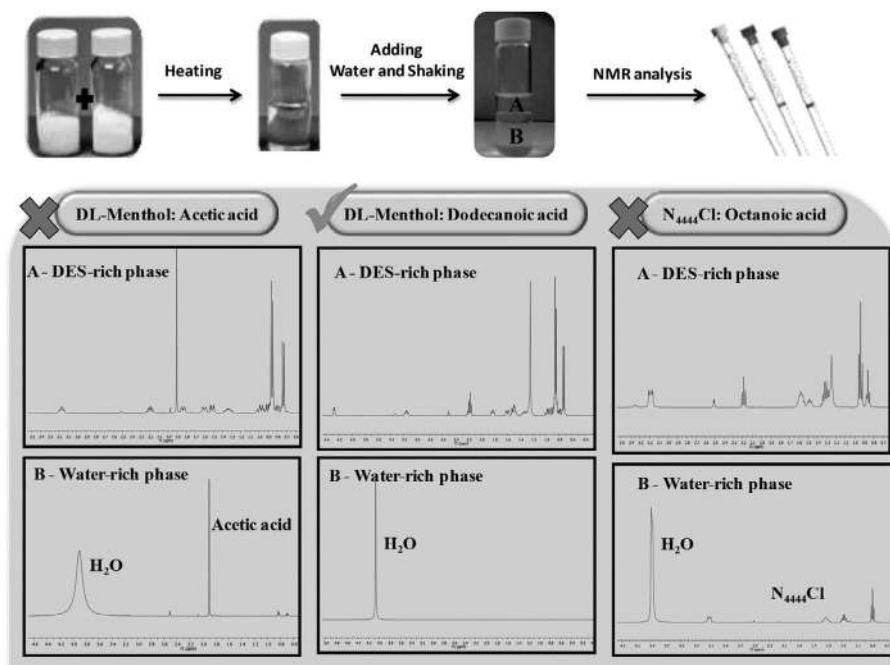 Heating
Adding
Water and Shaking
NMR analysis
A
B
DL-Menthol: Acetic acid
DL-Menthol: Dodecanoic acid
N₄₄₄₄Cl: Octanoic acid
A - DES-rich phase
A - DES-rich phase
A - DES-rich phase
B - Water-rich phase
Acetic acid
H₂O
B - Water-rich phase
H₂O
B - Water-rich phase
H₂O
N₄₄₄₄Cl